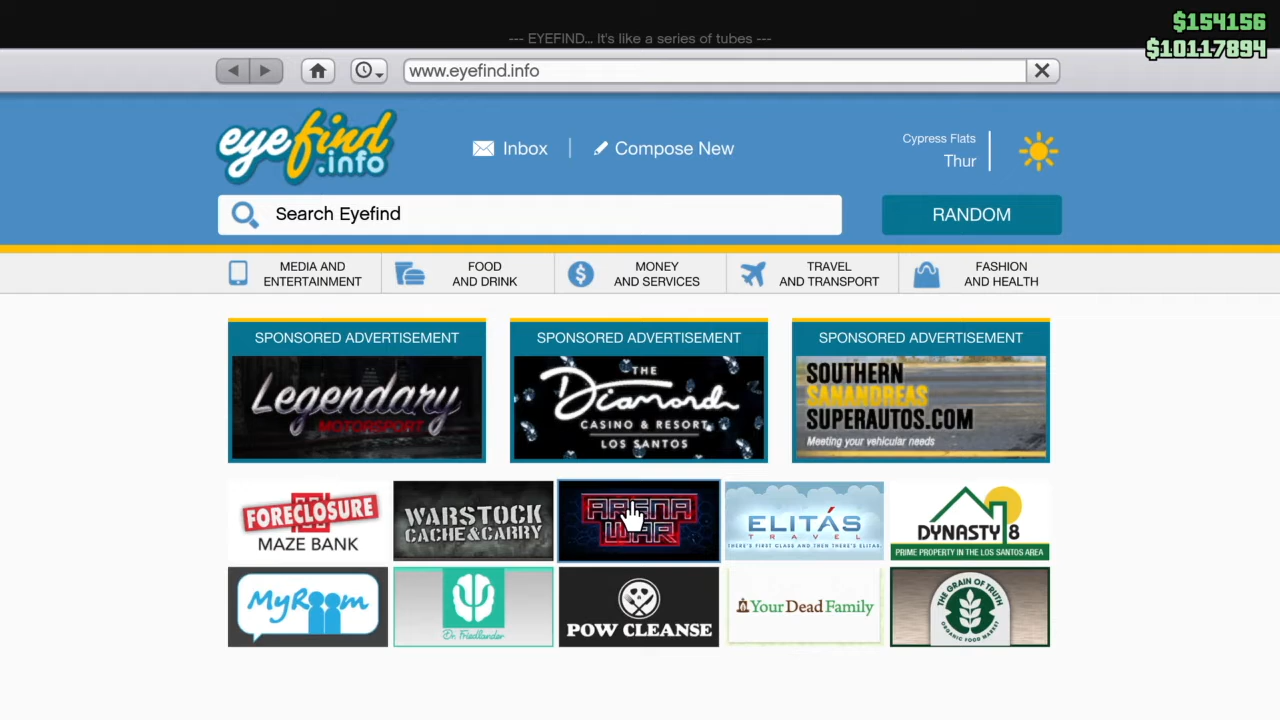 $154156
--- EYEFIND... It's like a series of tubes ---
$10117894
www.eyefind.info
eyefind
.info
Inbox
Compose New
Cypress Flats
Thur
Search Eyefind
RANDOM
MEDIA AND
ENTERTAINMENT
FOOD
AND DRINK
MONEY
AND SERVICES
TRAVEL
AND TRANSPORT
FASHION
AND HEALTH
SPONSORED ADVERTISEMENT
Legendary
MOTORSPORT
SPONSORED ADVERTISEMENT
THE
Diamond
CASINO & RESORT
LOS SANTOS
SPONSORED ADVERTISEMENT
SOUTHERN
SANANDREAS
SUPERAUTOS.COM
Meeting your vehicular needs
FORECLOSURE
MAZE BANK
WARSTOCK
CACHE&CARRY
ARENA
WAR
ELITÁS
TRAVEL
THERE'S FIRST CLASS AND THEN THERE'S ELITAS.
DYNASTY 8
PRIME PROPERTY IN THE LOS SANTOS AREA
MyRoom
Dr. Friedlander
POW CLEANSE
YourDeadFamily
THE GRAIN OF TRUTH
ORGANIC FOOD MARKET